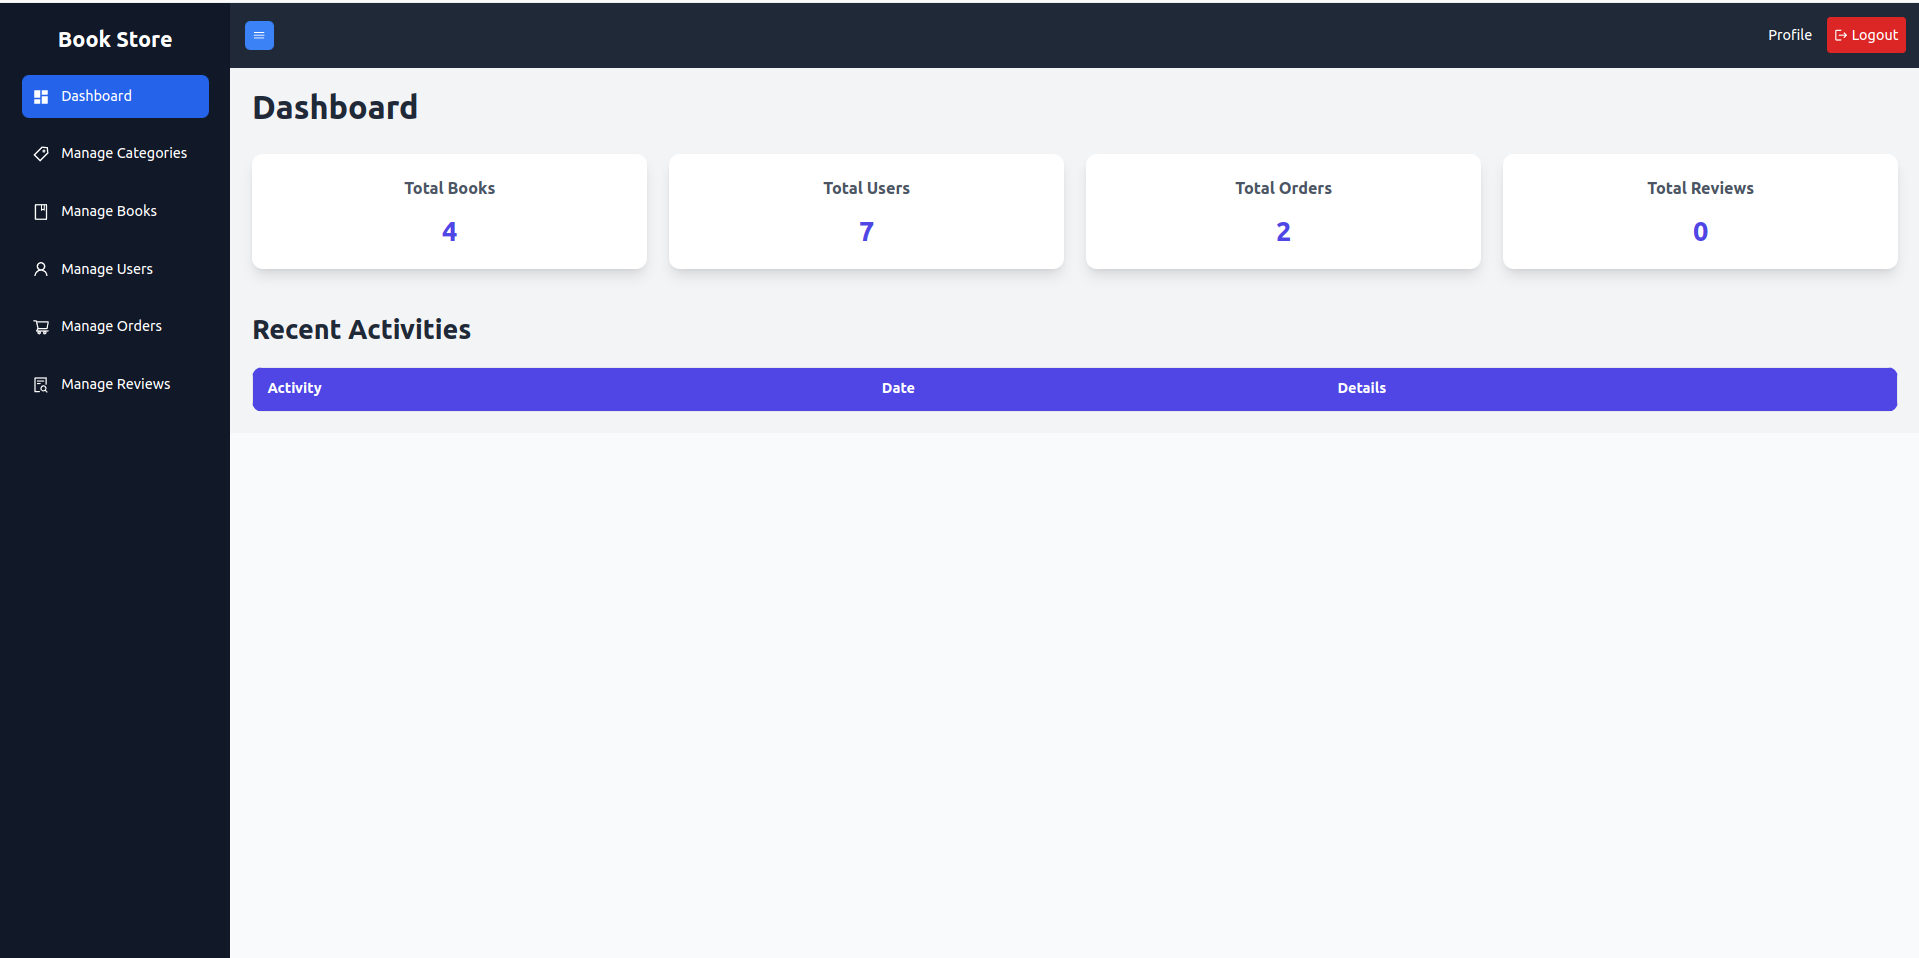 Book Store
Dashboard
Manage Categories
Manage Books
Manage Users
Manage Orders
Manage Reviews
Profile
Logout
Dashboard
Total Books
4
Total Users
7
Total Orders
2
Total Reviews
0
Recent Activities
Activity Date Details